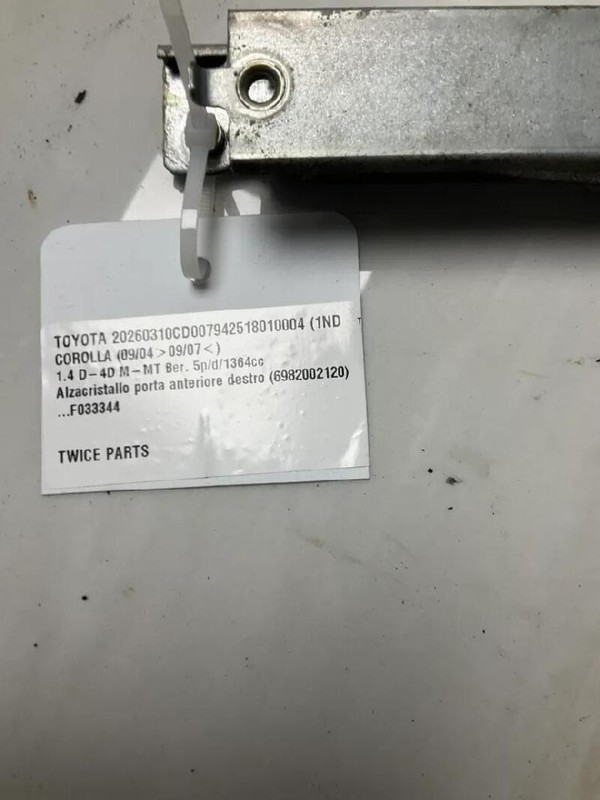 TOYOTA 20260310CD007942518010004 (1ND
COROLLA (09/04>09/07<)
1.4 D-4D M-MT Ber. 5p/d/1364cc
Alzacristallo porta anteriore destro (6982002120)
...F033344
TWICE PARTS